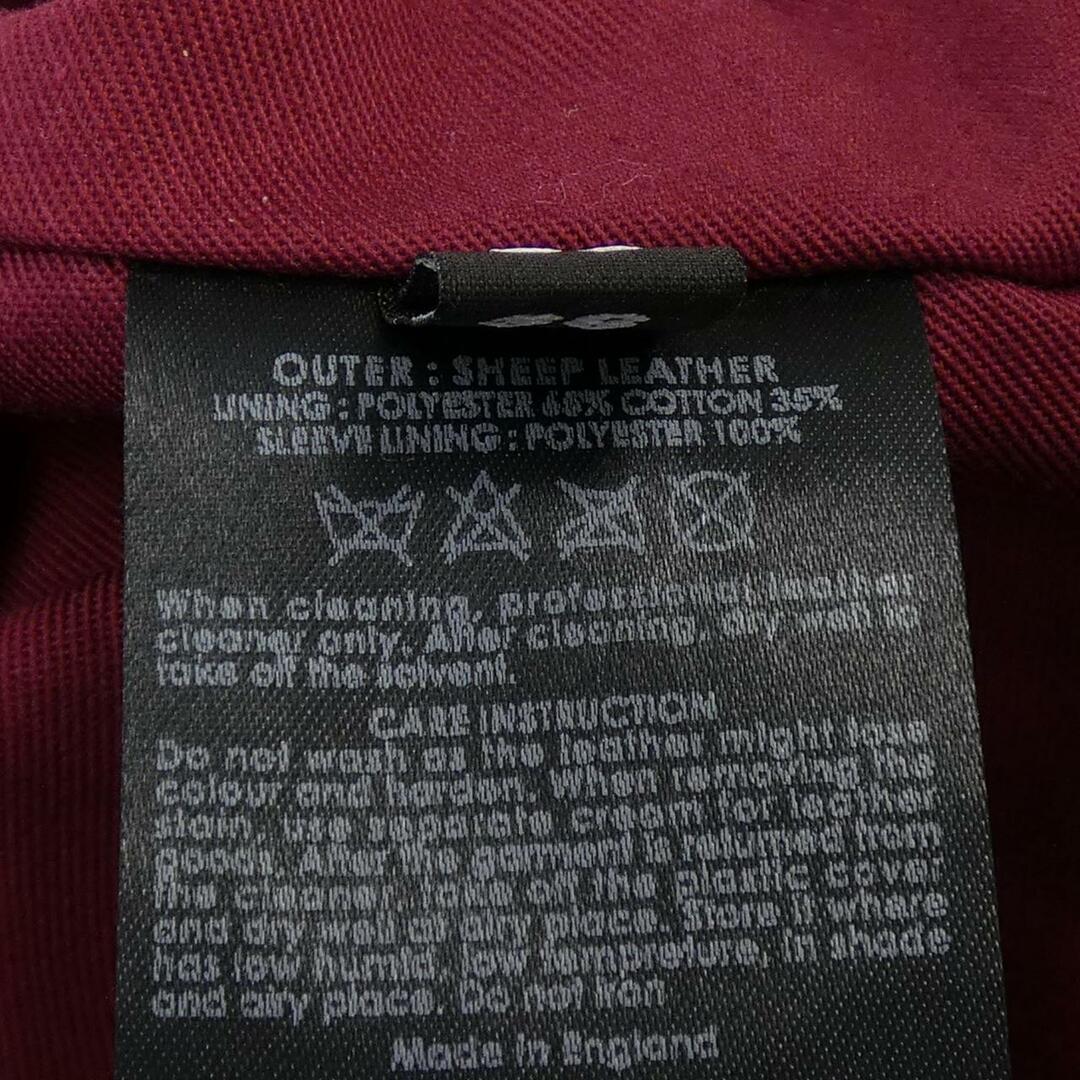 OUTER : SHEEP LEATHER
LINING : POLYESTER 65% COTTON 35%
SLEEVE LINING : POLYESTER 100%
When cleaning, professional leather
cleaner only. After cleaning, dry well to
take off the solvent.
CARE INSTRUCTION
Do not wash as the leather might lose
colour and harden. When removing the
stain, use separate cream for leather
goods. After the garment is returned from
the cleaner, take off the plastic cover
and dry well at airy place. Store it where
has low humid, low tempreture, in shade
and airy place. Do not iron
Made in England